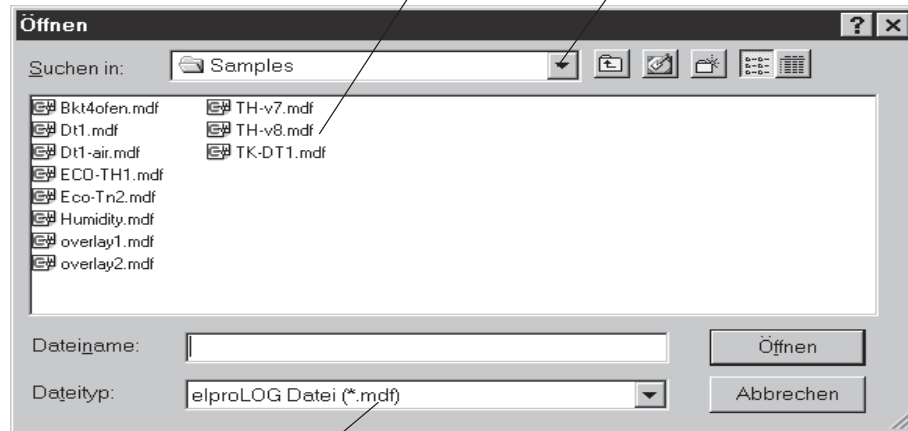 Öffnen
Suchen in: Samples
Bkt4ofen.mdf
Dt1.mdf
Dt1-air.mdf
ECO-TH1.mdf
Eco-Tn2.mdf
Humidity.mdf
overlay1.mdf
overlay2.mdf
TH-v7.mdf
TH-v8.mdf
TK-DT1.mdf
Dateiname:
Öffnen
Dateityp: elproLOG Datei (*.mdf)
Abbrechen